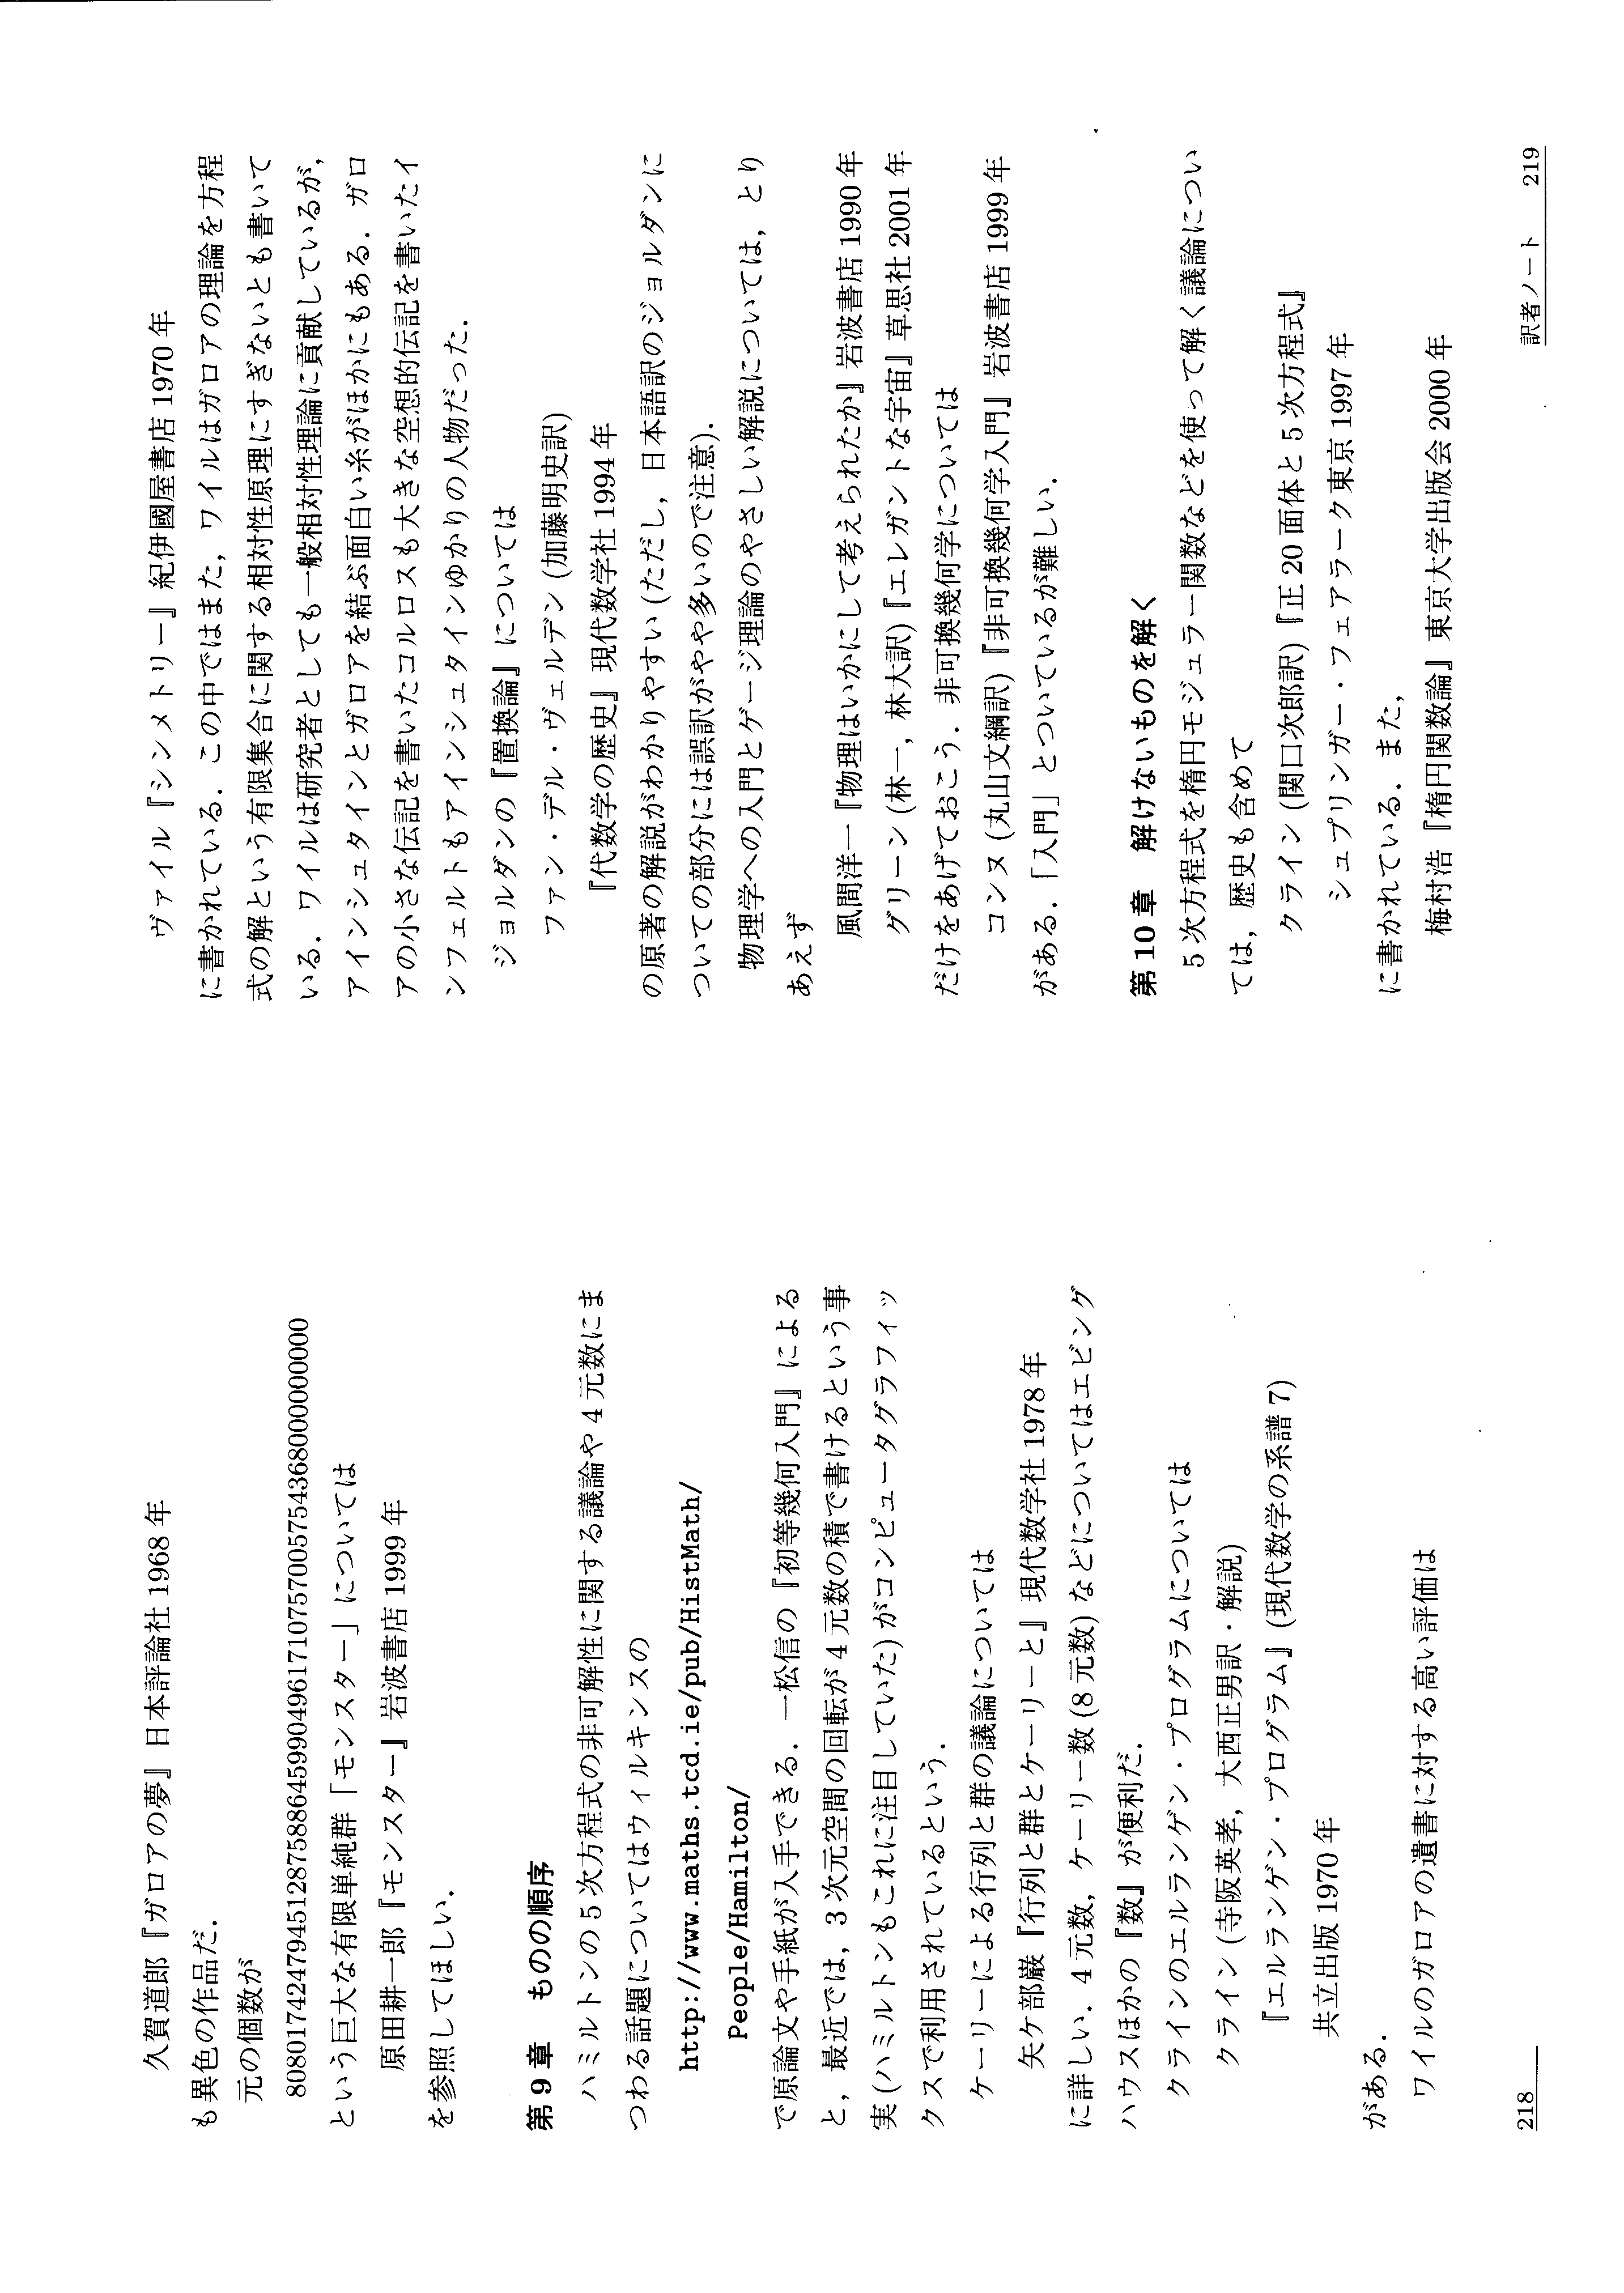 久賀道郎『ガロアの夢』日本評論社 1968 年
も異色の作品だ．
元の個数が
808017424794512875886459904961710757005754368000000000
という巨大な有限単純群「モンスター」については
原田耕一郎『モンスター』岩波書店 1999 年
を参照してほしい．
第 9 章　ものの順序
ハミルトンの 5 次方程式の非可解性に関する議論や 4 元数にま
つわる話題についてはウィルキンスの
http://www.maths.tcd.ie/pub/HistMath/
People/Hamilton/
で原論文や手紙が入手できる．一松信の『初等幾何入門』による
と，最近では，3 次元空間の回転が 4 元数の積で書けるという事
実 (ハミルトンもこれに注目していた) がコンピュータグラフィッ
クスで利用されているという．
ケーリーによる行列と群の議論については
矢ケ部巌『行列と群とケーリーと』現代数学社 1978 年
に詳しい．4 元数，ケーリー数 (8 元数) などについてはエビング
ハウスほかの『数』が便利だ．
クラインのエルランゲン・プログラムについては
クライン (寺阪英孝，大西正男訳・解説)
『エルランゲン・プログラム』(現代数学の系譜 7)
共立出版 1970 年
がある．
ワイルのガロアの遺書に対する高い評価は
218
ヴァイル『シンメトリー』紀伊國屋書店 1970 年
に書かれている．この中ではまた，ワイルはガロアの理論を方程
式の解という有限集合に関する相対性原理にすぎないとも書いて
いる．ワイルは研究者としても一般相対性理論に貢献しているが，
アインシュタインとガロアを結ぶ面白い糸がほかにもある．ガロ
アの小さな伝記を書いたコルロスも大きな空想的伝記を書いたイ
ンフェルトもアインシュタインゆかりの人物だった．
ジョルダンの『置換論』については
ファン・デル・ヴェルデン (加藤明史訳)
『代数学の歴史』現代数学社 1994 年
の原著の解説がわかりやすい (ただし，日本語訳のジョルダンに
ついての部分には誤訳がやや多いので注意)．
物理学への入門とゲージ理論のやさしい解説については，とり
あえず
風間洋一『物理はいかにして考えられたか』岩波書店 1990 年
グリーン (林一，林大訳)『エレガントな宇宙』草思社 2001 年
だけをあげておこう．非可換幾何学については
コンヌ (丸山文綱訳)『非可換幾何学入門』岩波書店 1999 年
がある．「入門」とついているが難しい．
第 10 章　解けないものを解く
5 次方程式を楕円モジュラー関数などを使って解く議論につい
ては，歴史も含めて
クライン (関口次郎訳)『正 20 面体と 5 次方程式』
シュプリンガー・フェアラーク東京 1997 年
に書かれている．また，
梅村浩『楕円関数論』東京大学出版会 2000 年
訳者ノート　219